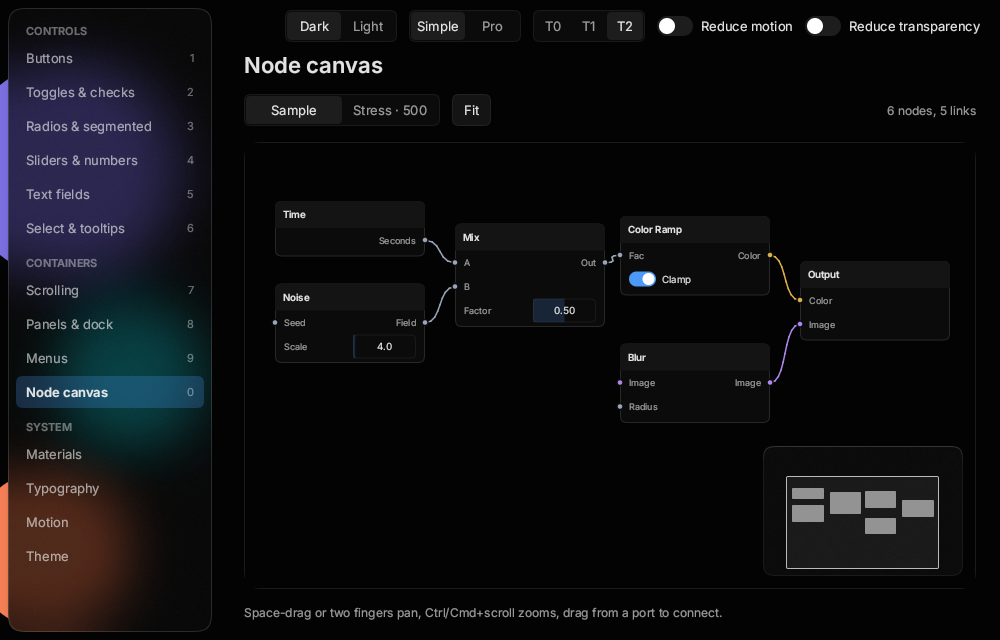 CONTROLS
Buttons 1
Toggles & checks 2
Radios & segmented 3
Sliders & numbers 4
Text fields 5
Select & tooltips 6
CONTAINERS
Scrolling 7
Panels & dock 8
Menus 9
Node canvas 0
SYSTEM
Materials
Typography
Motion
Theme
Dark Light Simple Pro T0 T1 T2 Reduce motion Reduce transparency
Node canvas
Sample Stress · 500 Fit 6 nodes, 5 links
Time
Seconds
Noise
Seed Field
Scale 4.0
Mix
A Out
B
Factor 0.50
Color Ramp
Fac Color
Clamp
Blur
Image Image
Radius
Output
Color
Image
Space-drag or two fingers pan, Ctrl/Cmd+scroll zooms, drag from a port to connect.